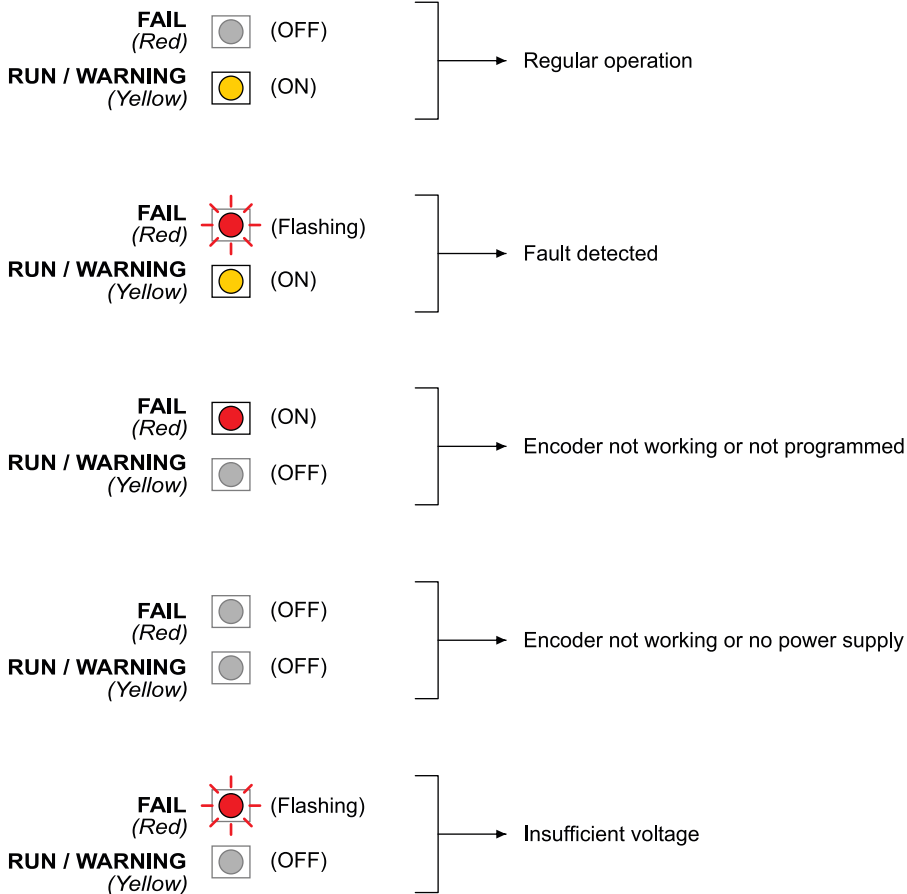 FAIL (OFF)
(Red)
RUN / WARNING (ON)
(Yellow)
Regular operation
FAIL (Flashing)
(Red)
RUN / WARNING (ON)
(Yellow)
Fault detected
FAIL (ON)
(Red)
RUN / WARNING (OFF)
(Yellow)
Encoder not working or not programmed
FAIL (OFF)
(Red)
RUN / WARNING (OFF)
(Yellow)
Encoder not working or no power supply
FAIL (Flashing)
(Red)
RUN / WARNING (OFF)
(Yellow)
Insufficient voltage